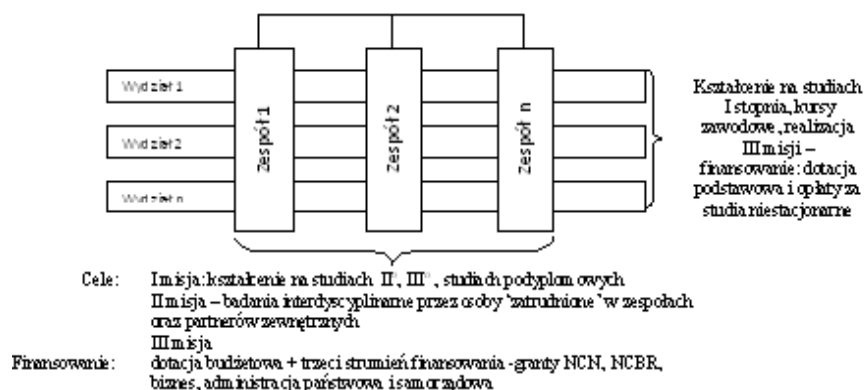 Wydział 1
Wydział 2
Wydział n
Zespół 1
Zespół 2
Zespół n
Kształcenie na studiach
I stopnia, kursy
zawodowe, realizacja
III misji –
finansowanie: dotacja
podstawowa i opłaty za
studia niestacjonarne
Cele: I misja: kształcenie na studiach II°, III°, studiach podyplomowych
II misja – badania interdyscyplinarne przez osoby 'zatrudnione' w zespołach
oraz partnerów zewnętrznych
III misja
Finansowanie: dotacja budżetowa + trzeci strumień finansowania - granty NCN, NCBR,
biznes, administracja państwowa i samorządowa